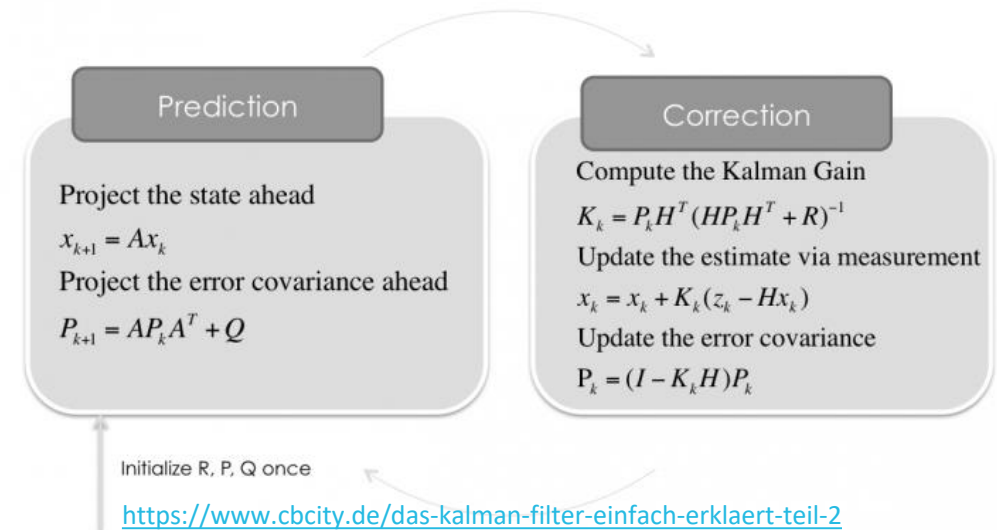 Prediction
Project the state ahead
x_{k+1} = Ax_k
Project the error covariance ahead
P_{k+1} = AP_kA^T + Q
Correction
Compute the Kalman Gain
K_k = P_kH^T(HP_kH^T + R)^{-1}
Update the estimate via measurement
x_k = x_k + K_k(z_k − Hx_k)
Update the error covariance
P_k = (I − K_kH)P_k
Initialize R, P, Q once
https://www.cbcity.de/das-kalman-filter-einfach-erklaert-teil-2